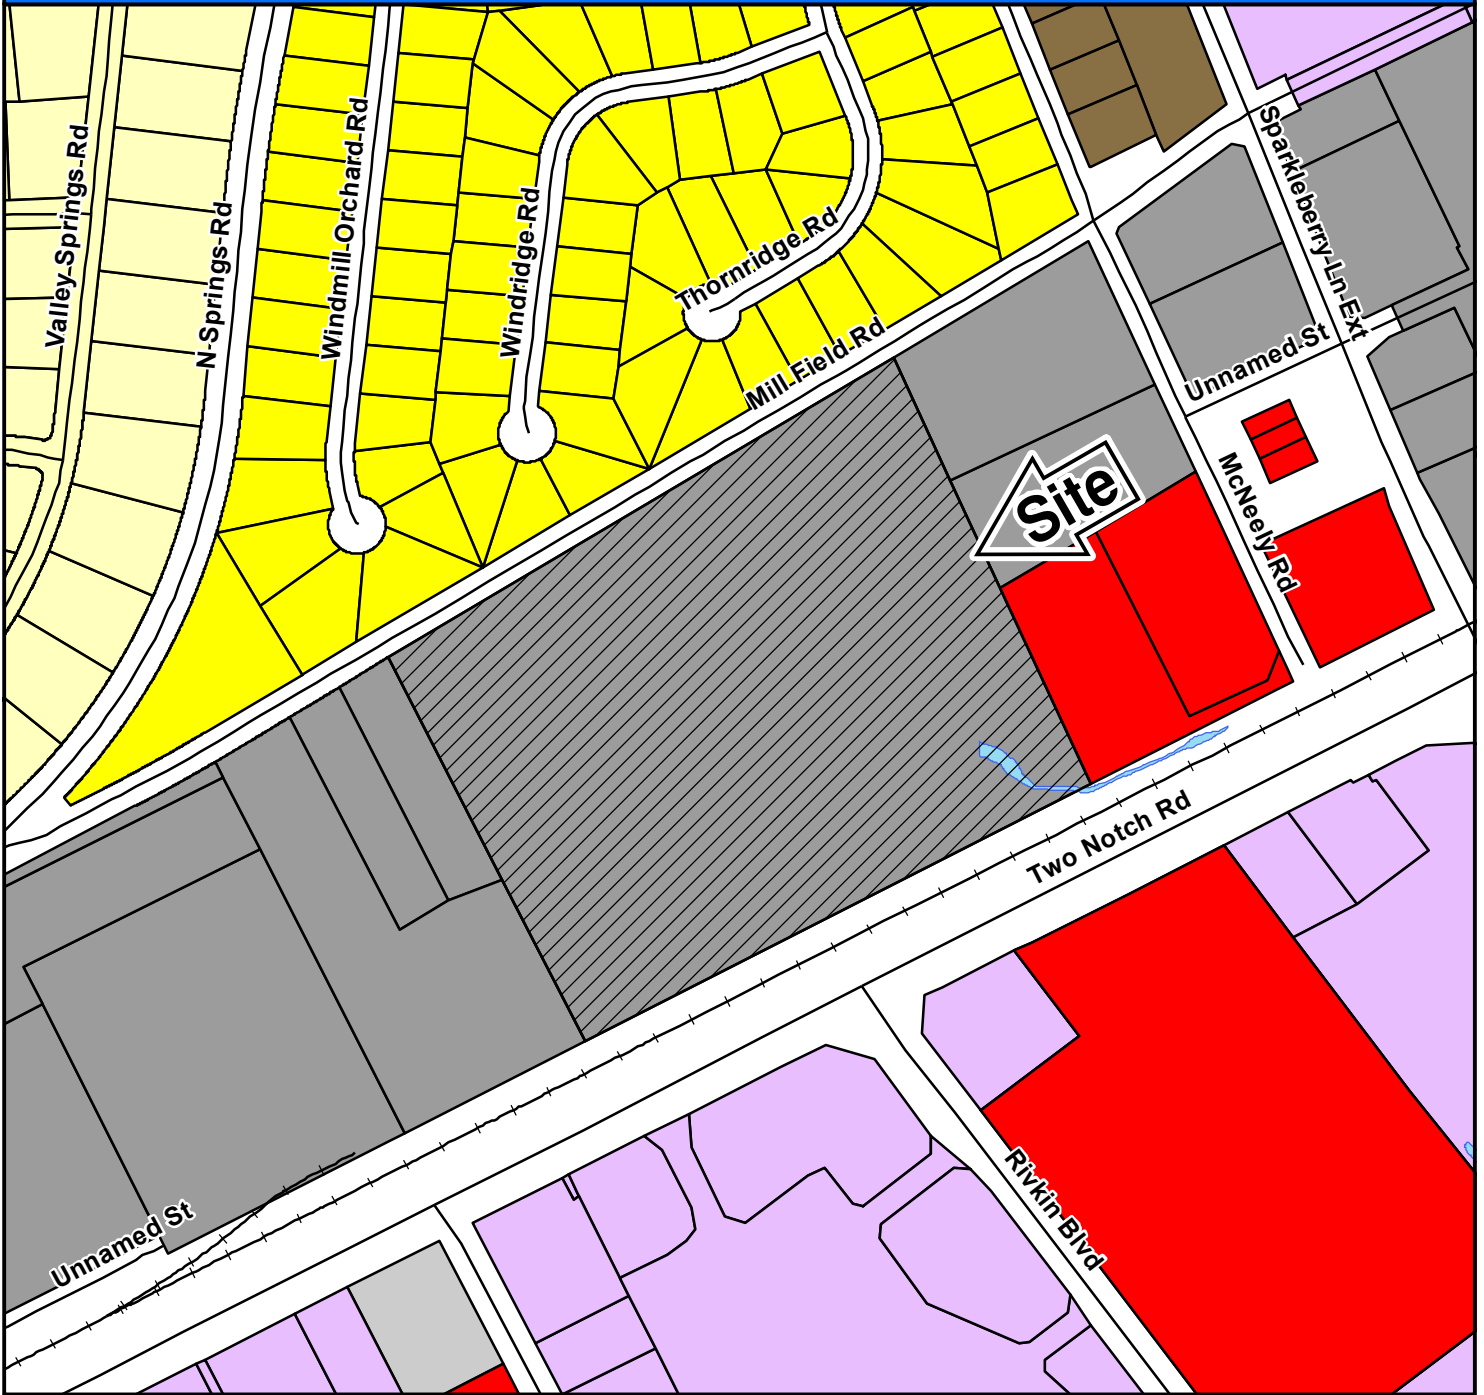 Valley-Springs-Rd
N-Springs-Rd
Windmill-Orchard-Rd
Windridge-Rd
Thornridge Rd
Mill-Field-Rd
Sparkleberry-Ln-Ext
Unnamed St
McNeely Rd
Site
Two Notch Rd
Rivkin Blvd
Unnamed St